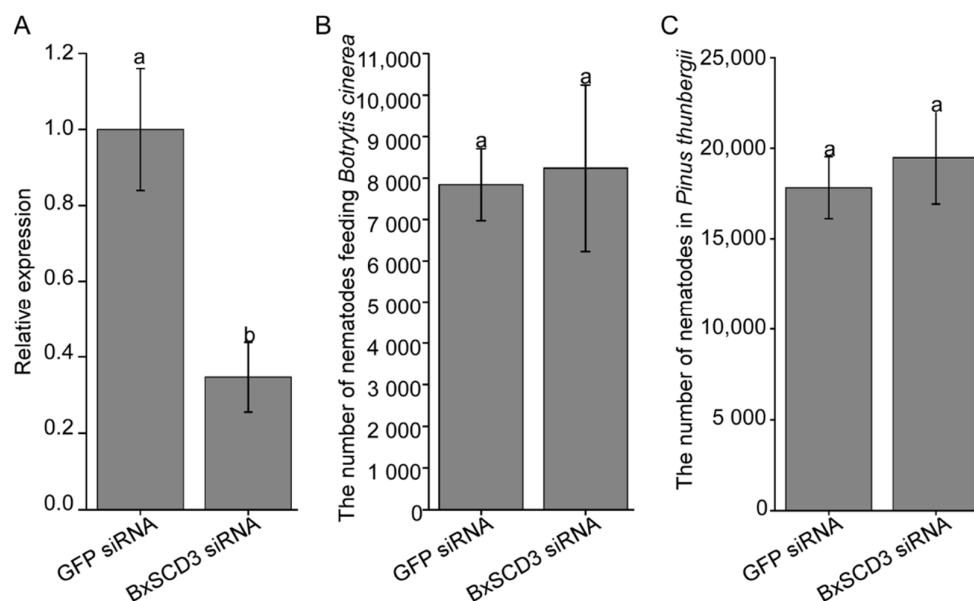 A
Relative expression
1.2
1.0
0.8
0.6
0.4
0.2
0.0
a
b
GFP siRNA
BxSCD3 siRNA
B
The number of nematodes feeding Botrytis cinerea
11,000
10,000
9,000
8,000
7,000
6 000
5 000
4 000
3 000
2 000
1 000
0
a
a
GFP siRNA
BxSCD3 siRNA
C
The number of nematodes in Pinus thunbergii
25,000
20,000
15,000
10,000
5 000
0
a
a
GFP siRNA
BxSCD3 siRNA